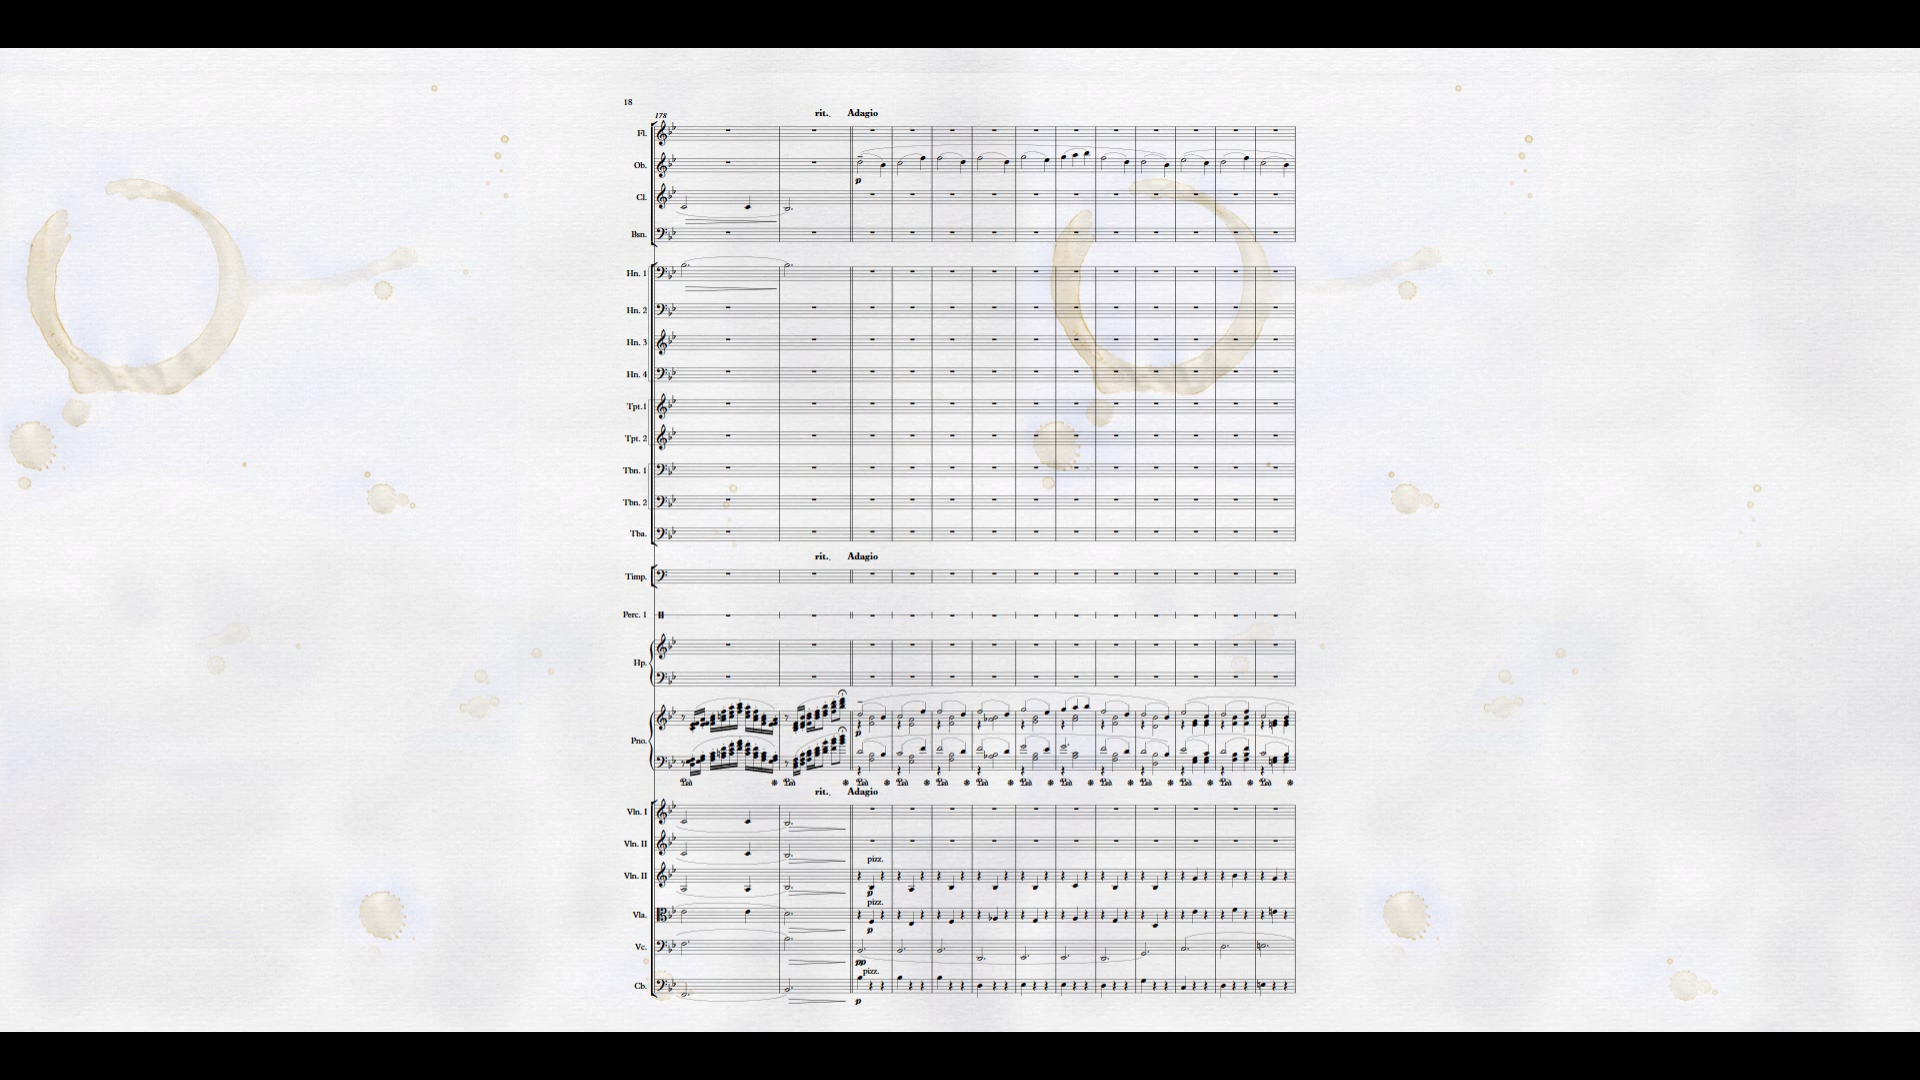 18
178
rit. Adagio
Fl.
Ob.
p
Cl.
Bsn.
Hn. 1
Hn. 2
Hn. 3
Hn. 4
Tpt.1
Tpt. 2
Tbn. 1
Tbn. 2
Tba.
rit. Adagio
Timp.
Perc. 1
Hp.
Pno.
p
rit. Adagio
Vln. I
Vln. II
pizz.
Vln. II
p
pizz.
Vla.
p
Vc.
pp
pizz.
Cb.
p